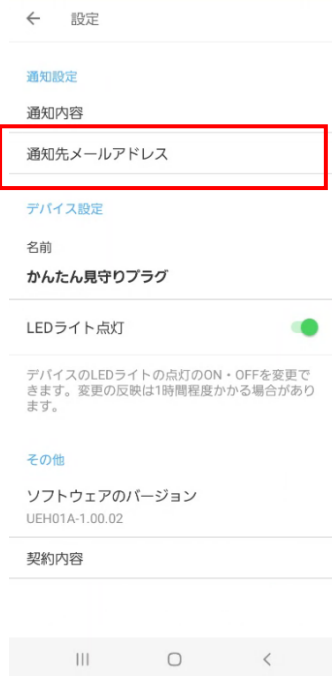 設定
通知設定
通知内容
通知先メールアドレス
デバイス設定
名前
かんたん見守りプラグ
LEDライト点灯
デバイスのLEDライトの点灯のON・OFFを変更で
きます。変更の反映は1時間程度かかる場合があり
ます。
その他
ソフトウェアのバージョン
UEH01A-1.00.02
契約内容